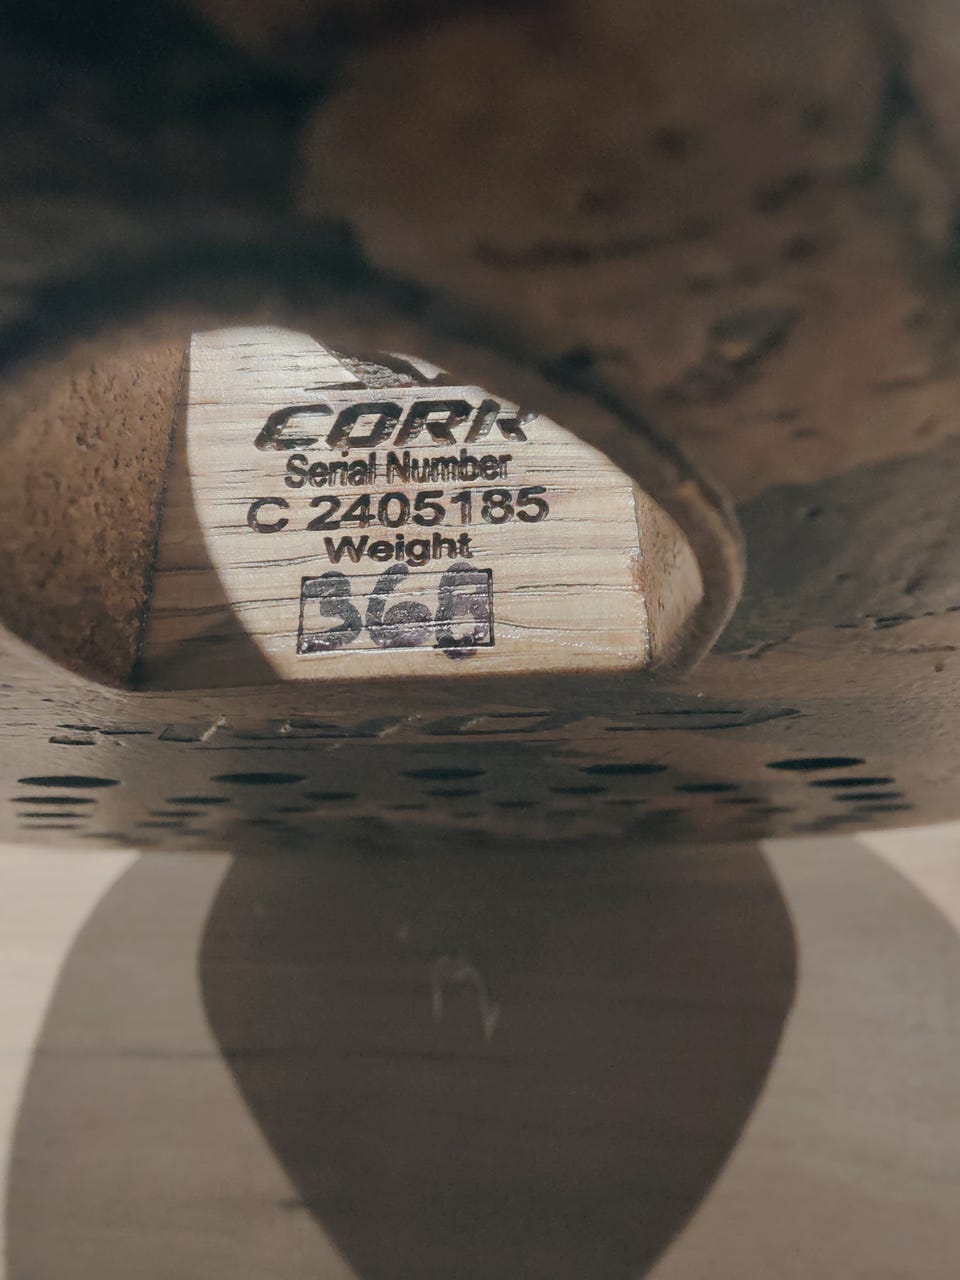 CORK
Serial Number
C 2405185
Weight